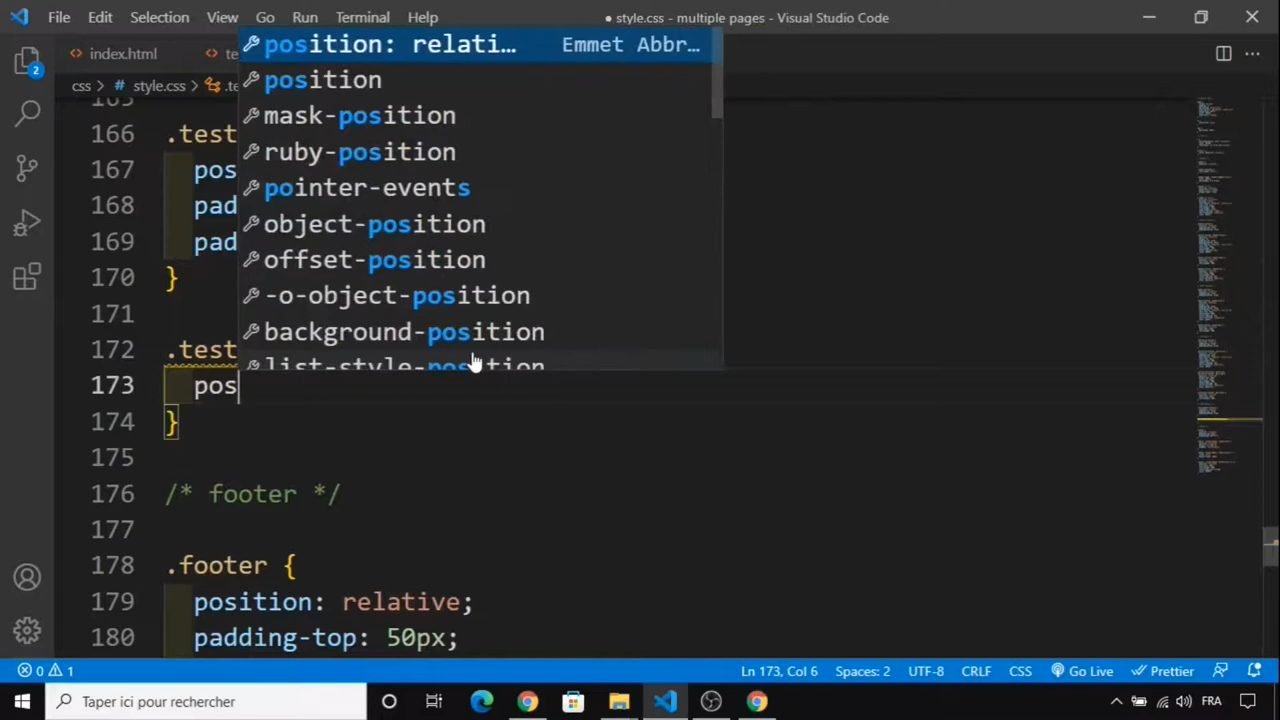 File Edit Selection View Go Run Terminal Help
● style.css - multiple pages - Visual Studio Code
index.html
te
css > # style.css > .te
2
position: relati... Emmet Abbr...
position
mask-position
ruby-position
pointer-events
object-position
offset-position
-o-object-position
background-position
list-style-position
165
166 .test
167 pos
168 pad
169 pad
170 }
171
172 .test
173 pos
174 }
175
176 /* footer */
177
178 .footer {
179 position: relative;
180 padding-top: 50px;
0 1
Ln 173, Col 6 Spaces: 2 UTF-8 CRLF CSS Go Live Prettier
Taper ici pour rechercher
FRA